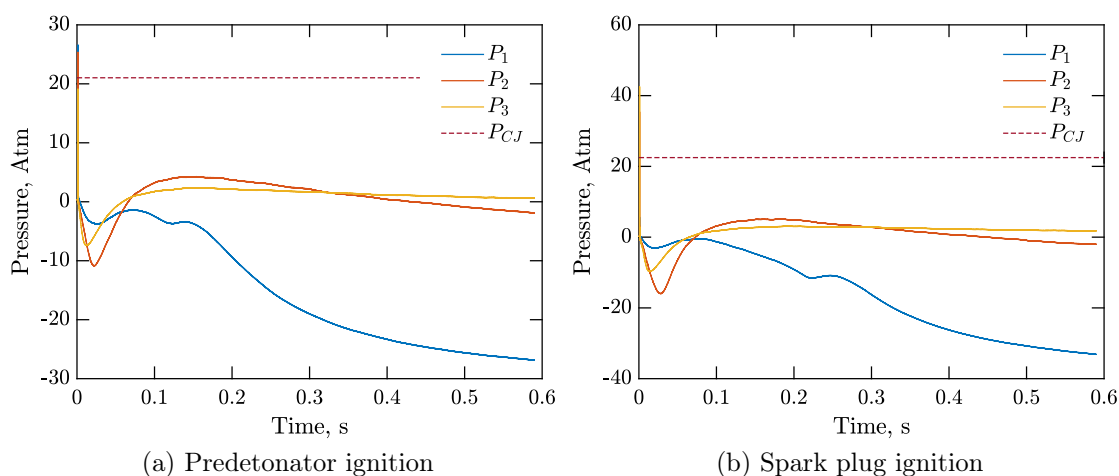 30
20
10
0
-10
-20
-30
Pressure, Atm
0 0.1 0.2 0.3 0.4 0.5 0.6
Time, s
P1
P2
P3
PCJ
(a) Predetonator ignition
60
40
20
0
-20
-40
Pressure, Atm
0 0.1 0.2 0.3 0.4 0.5 0.6
Time, s
P1
P2
P3
PCJ
(b) Spark plug ignition